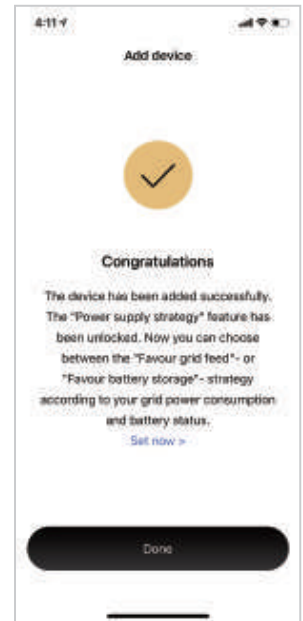 4:11
Add device
Congratulations
The device has been added successfully.
The "Power supply strategy" feature has
been unlocked. Now you can choose
between the "Favour grid feed"- or
"Favour battery storage"- strategy
according to your grid power consumption
and battery status.
Set now >
Done